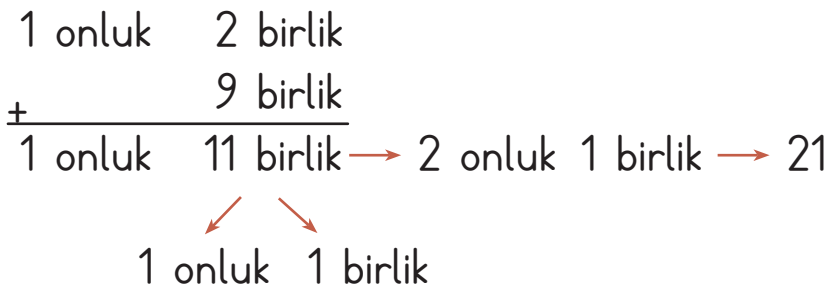 1 onluk 2 birlik
9 birlik
+
1 onluk 11 birlik → 2 onluk 1 birlik → 21
1 onluk 1 birlik